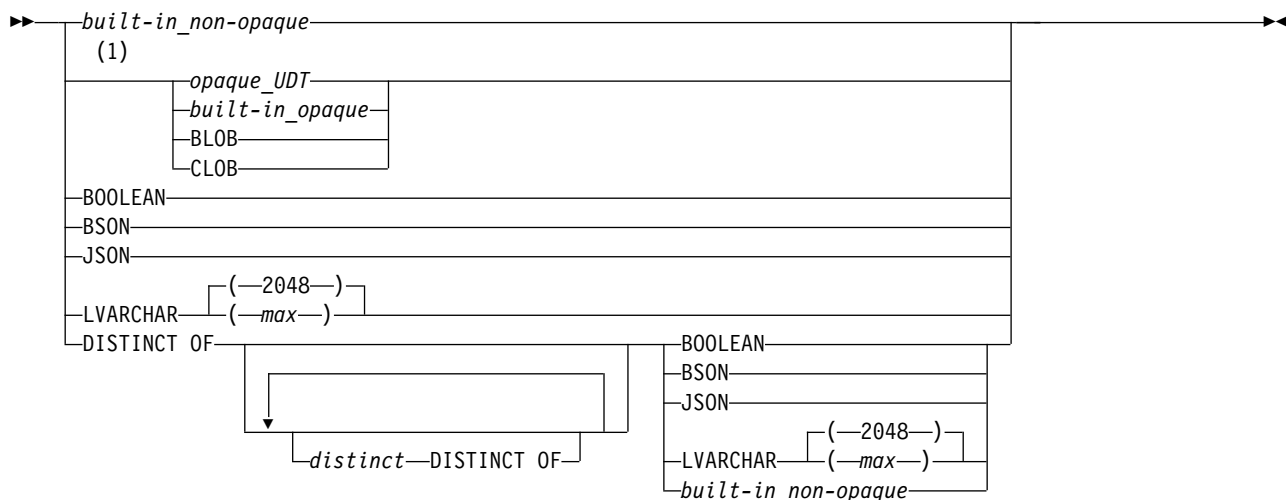 built-in_non-opaque
(1)
opaque_UDT
built-in_opaque
BLOB
CLOB
BOOLEAN
BSON
JSON
( 2048 )
LVARCHAR ( max )
DISTINCT OF BOOLEAN
BSON
JSON
( 2048 )
distinct DISTINCT OF LVARCHAR ( max )
built-in non-opaque